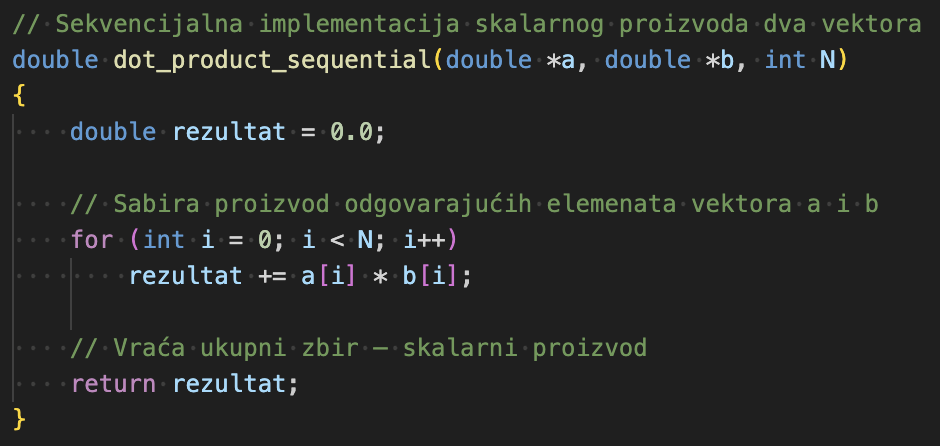 // Sekvencijalna implementacija skalarnog proizvoda dva vektora
double dot_product_sequential(double *a, double *b, int N)
{
    double rezultat = 0.0;

    // Sabira proizvod odgovarajućih elemenata vektora a i b
    for (int i = 0; i < N; i++)
        rezultat += a[i] * b[i];

    // Vraća ukupni zbir – skalarni proizvod
    return rezultat;
}